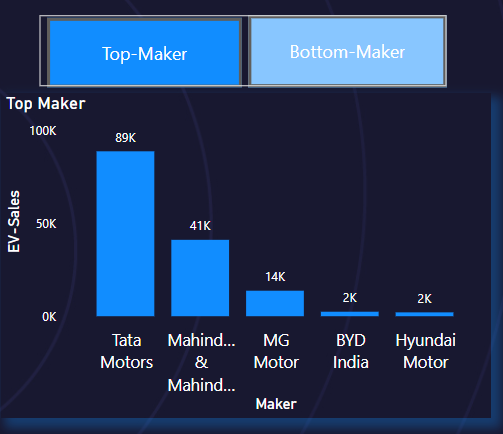 Top-Maker
Bottom-Maker
Top Maker
100K
50K
0K
EV-Sales
89K
41K
14K
2K
2K
Tata
Motors
Mahind...
&
Mahind...
MG
Motor
BYD
India
Hyundai
Motor
Maker